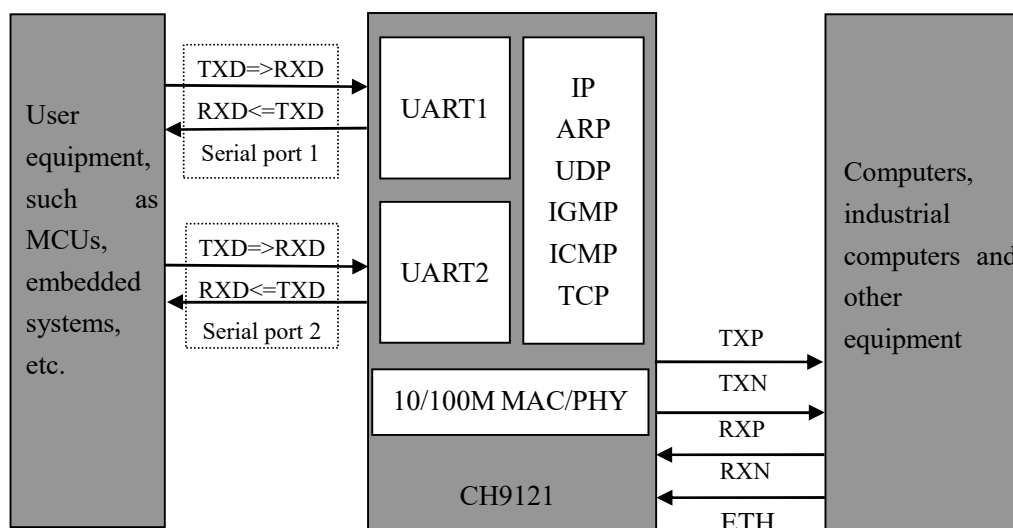 User
equipment,
such as
MCUs,
embedded
systems,
etc.
TXD=>RXD
RXD<=TXD
Serial port 1
TXD=>RXD
RXD<=TXD
Serial port 2
UART1
UART2
IP
ARP
UDP
IGMP
ICMP
TCP
10/100M MAC/PHY
CH9121
TXP
TXN
RXP
RXN
ETH
Computers,
industrial
computers and
other
equipment